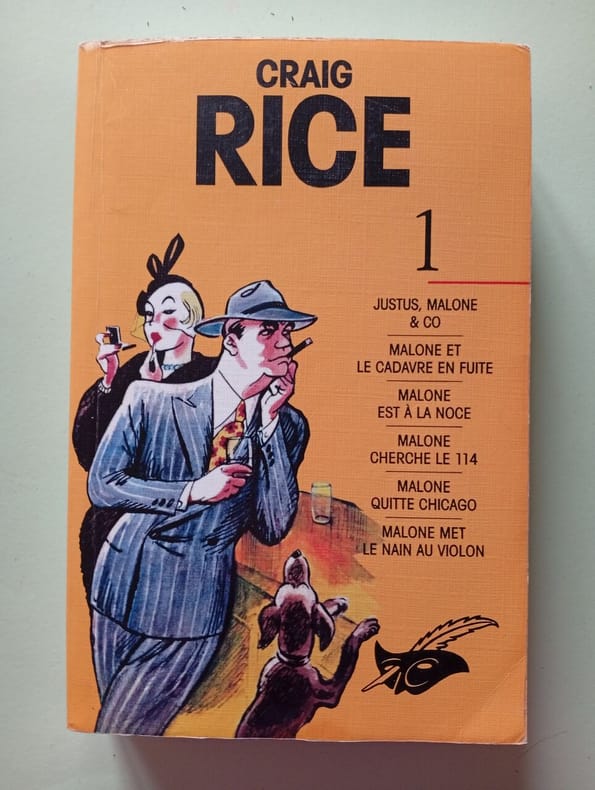 CRAIG
RICE
1
JUSTUS, MALONE
& CO
MALONE ET
LE CADAVRE EN FUITE
MALONE
EST À LA NOCE
MALONE
CHERCHE LE 114
MALONE
QUITTE CHICAGO
MALONE MET
LE NAIN AU VIOLON